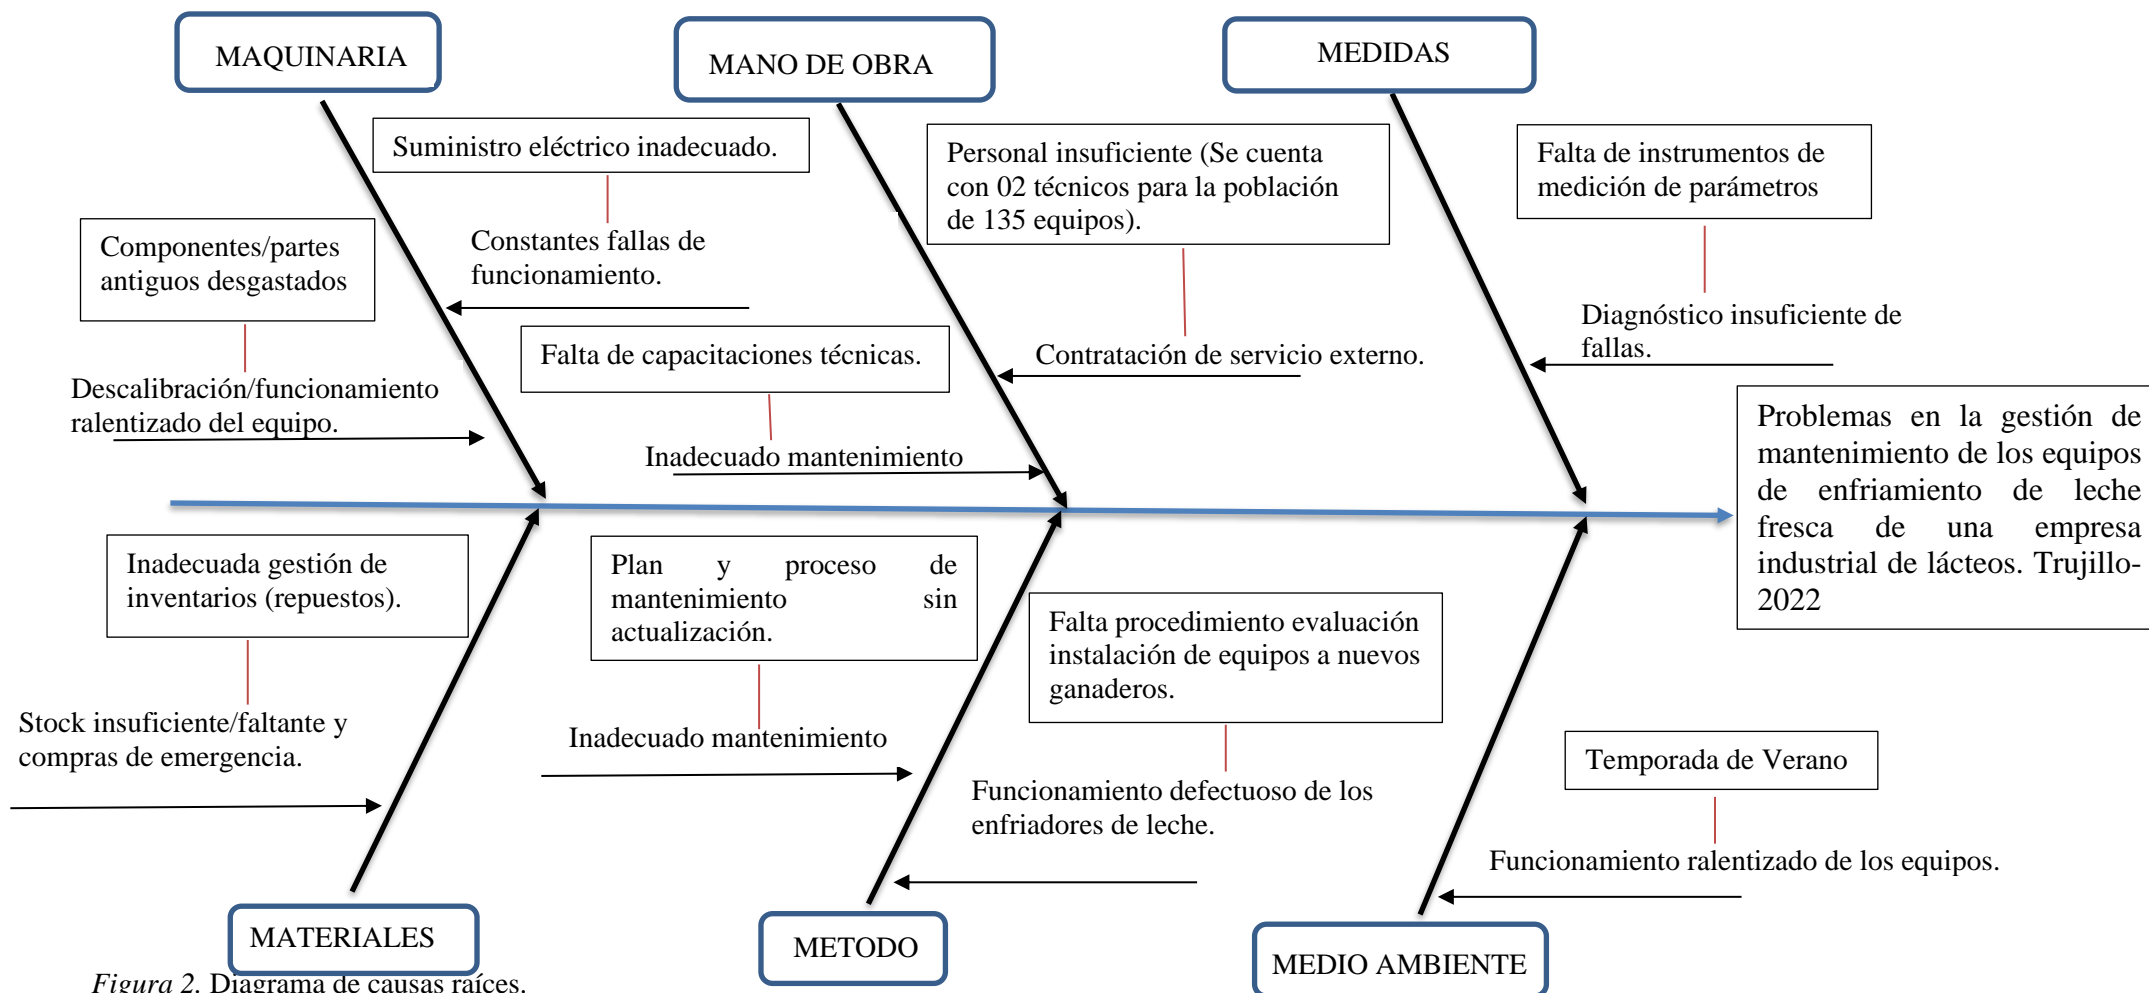 MAQUINARIA
MANO DE OBRA
MEDIDAS
Suministro eléctrico inadecuado.
Personal insuficiente (Se cuenta
con 02 técnicos para la población
de 135 equipos).
Falta de instrumentos de
medición de parámetros
Componentes/partes
antiguos desgastados
Constantes fallas de
funcionamiento.
Diagnóstico insuficiente de
fallas.
Falta de capacitaciones técnicas.
Contratación de servicio externo.
Descalibración/funcionamiento
ralentizado del equipo.
Inadecuado mantenimiento
Problemas en la gestión de
mantenimiento de los equipos
de enfriamiento de leche
fresca de una empresa
industrial de lácteos. Trujillo-
2022
Inadecuada gestión de
inventarios (repuestos).
Plan y proceso de
mantenimiento sin
actualización.
Falta procedimiento evaluación
instalación de equipos a nuevos
ganaderos.
Stock insuficiente/faltante y
compras de emergencia.
Inadecuado mantenimiento
Temporada de Verano
Funcionamiento defectuoso de los
enfriadores de leche.
Funcionamiento ralentizado de los equipos.
MATERIALES
METODO
MEDIO AMBIENTE
Figura 2. Diagrama de causas raíces.